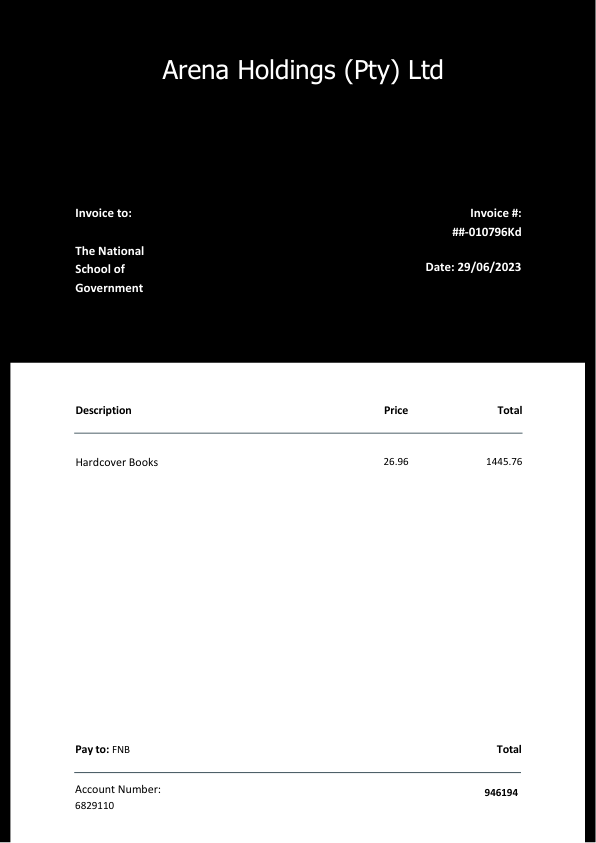 Arena Holdings (Pty) Ltd
Invoice to:
The National
School of
Government
Invoice #:
##-010796Kd
Date: 29/06/2023
Description Price Total
Hardcover Books 26.96 1445.76
Pay to: FNB Total
Account Number:
6829110
946194